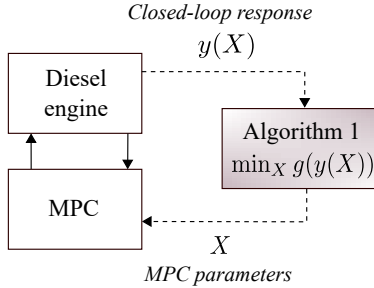 Closed-loop response
y(X)
Diesel
engine
Algorithm 1
min_X g(y(X))
MPC
X
MPC parameters